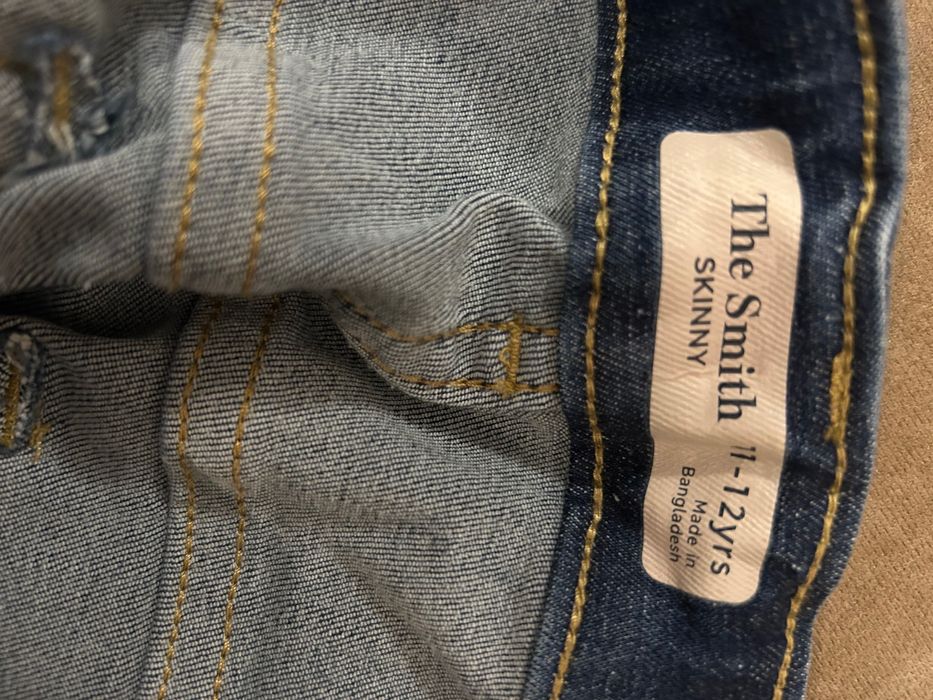 The Smith
SKINNY
11-12yrs
Made in
Bangladesh